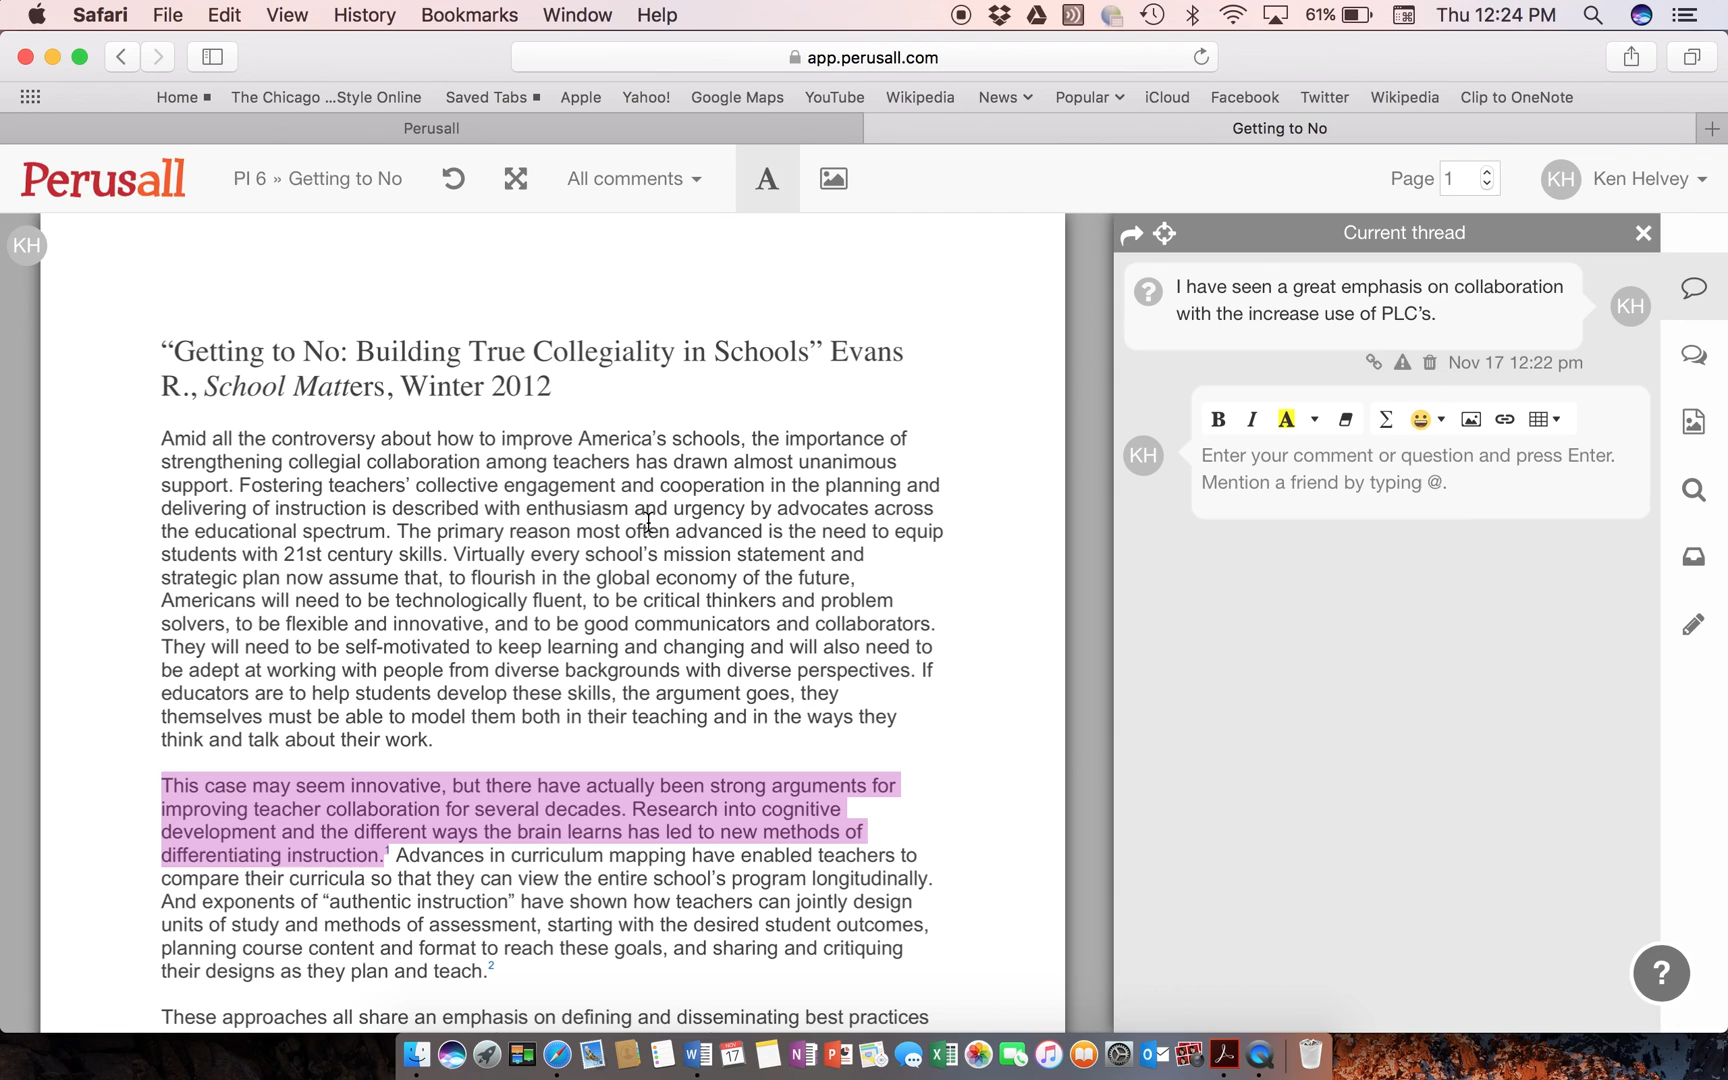 Safari File Edit View History Bookmarks Window Help 61% Thu 12:24 PM
app.perusall.com
Home The Chicago ...Style Online Saved Tabs Apple Yahoo! Google Maps YouTube Wikipedia News Popular iCloud Facebook Twitter Wikipedia Clip to OneNote
Perusall Getting to No
Perusall PI 6 » Getting to No All comments A Page 1 KH Ken Helvey
KH
Current thread
I have seen a great emphasis on collaboration
with the increase use of PLC's.
KH
Nov 17 12:22 pm
B I A Σ
KH
Enter your comment or question and press Enter.
Mention a friend by typing @.
“Getting to No: Building True Collegiality in Schools” Evans
R., School Matters, Winter 2012
Amid all the controversy about how to improve America's schools, the importance of
strengthening collegial collaboration among teachers has drawn almost unanimous
support. Fostering teachers' collective engagement and cooperation in the planning and
delivering of instruction is described with enthusiasm and urgency by advocates across
the educational spectrum. The primary reason most often advanced is the need to equip
students with 21st century skills. Virtually every school's mission statement and
strategic plan now assume that, to flourish in the global economy of the future,
Americans will need to be technologically fluent, to be critical thinkers and problem
solvers, to be flexible and innovative, and to be good communicators and collaborators.
They will need to be self-motivated to keep learning and changing and will also need to
be adept at working with people from diverse backgrounds with diverse perspectives. If
educators are to help students develop these skills, the argument goes, they
themselves must be able to model them both in their teaching and in the ways they
think and talk about their work.
This case may seem innovative, but there have actually been strong arguments for
improving teacher collaboration for several decades. Research into cognitive
development and the different ways the brain learns has led to new methods of
differentiating instruction.1 Advances in curriculum mapping have enabled teachers to
compare their curricula so that they can view the entire school's program longitudinally.
And exponents of “authentic instruction” have shown how teachers can jointly design
units of study and methods of assessment, starting with the desired student outcomes,
planning course content and format to reach these goals, and sharing and critiquing
their designs as they plan and teach.2
These approaches all share an emphasis on defining and disseminating best practices
?